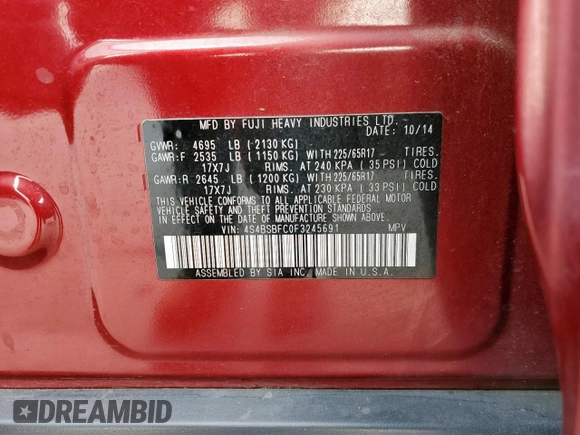 MFD BY FUJI HEAVY INDUSTRIES LTD.
DATE: 10/14
GVWR: 4695 LB (2130 KG)
GAWR:F 2535 LB (1150 KG) WITH 225/65R17 TIRES.
17X7J RIMS. AT 240 KPA (35 PSI) COLD
GAWR:R 2645 LB (1200 KG) WITH 225/65R17 TIRES.
17X7J RIMS. AT 230 KPA (33 PSI) COLD
THIS VEHICLE CONFORMS TO ALL APPLICABLE FEDERAL MOTOR
VEHICLE SAFETY AND THEFT PREVENTION STANDARDS
IN EFFECT ON THE DATE OF MANUFACTURE SHOWN ABOVE.
VIN: 4S4BSBFC0F3245691 MPV
ASSEMBLED BY SIA INC. MADE IN U.S.A.
DREAMBID